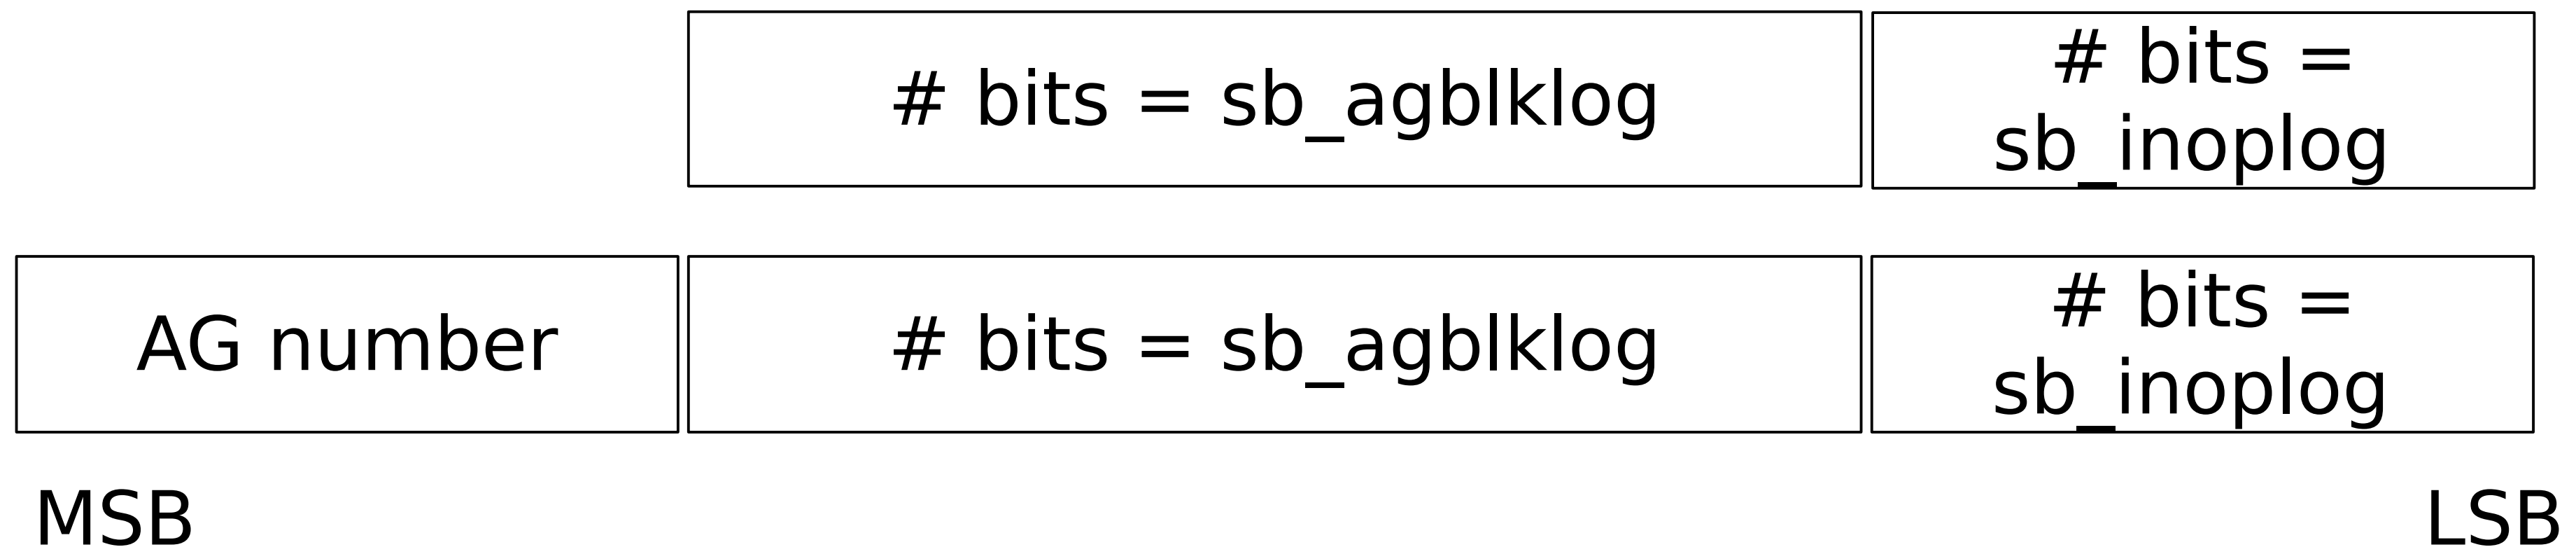 # bits = sb_agblklog
# bits =
sb_inoplog
AG number
# bits = sb_agblklog
# bits =
sb_inoplog
MSB
LSB